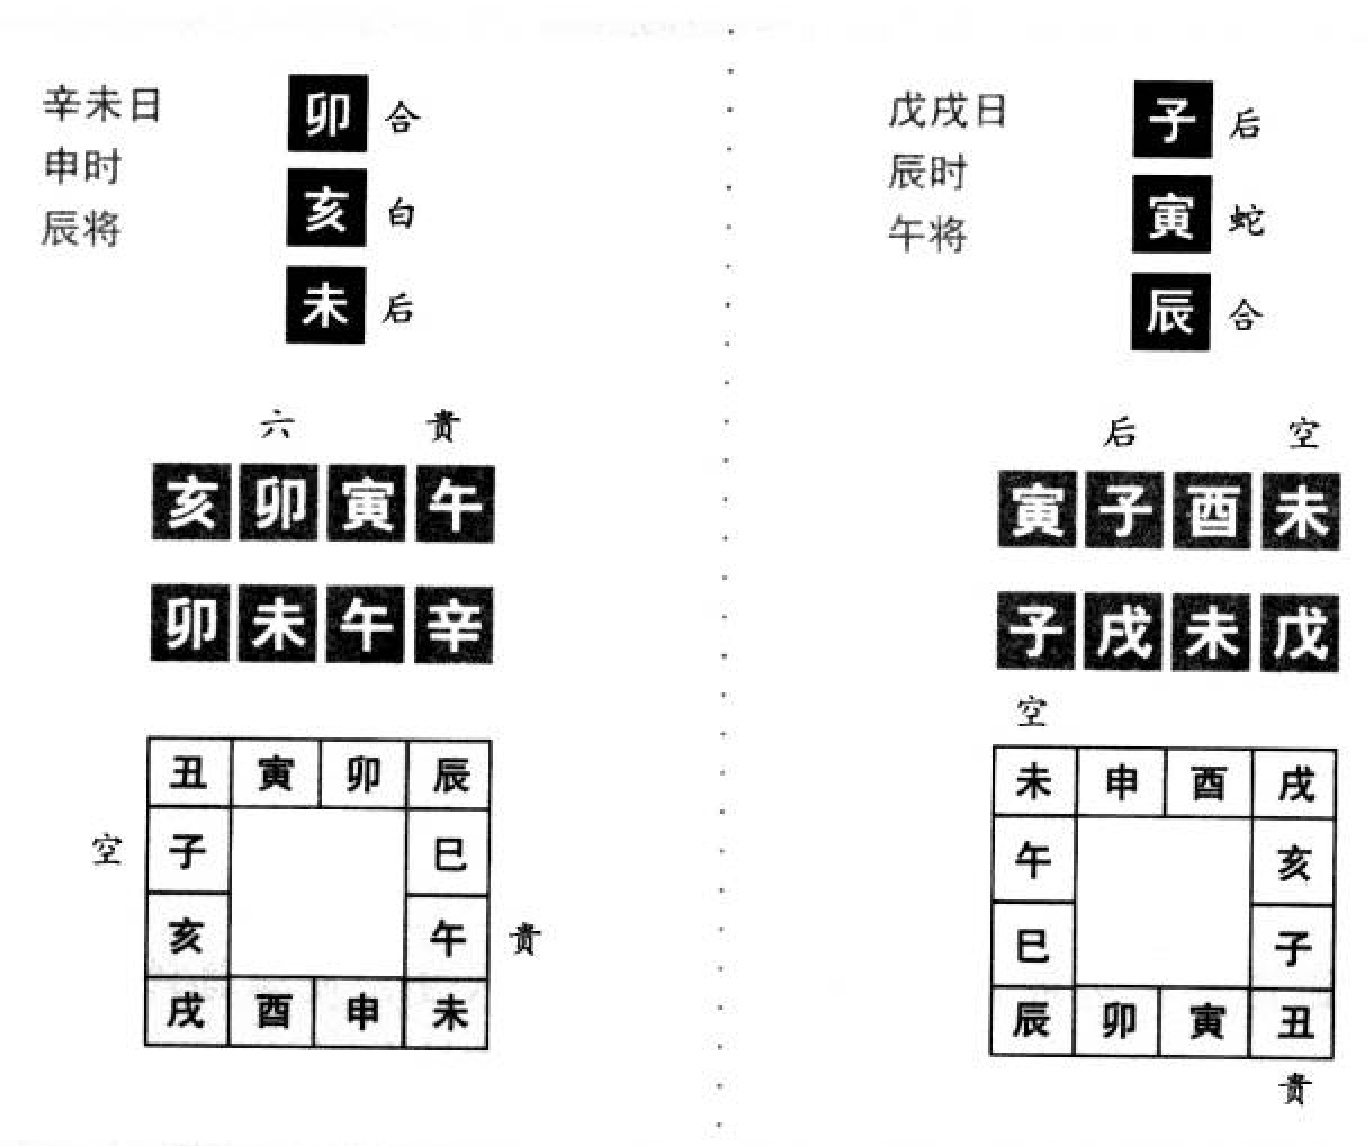 辛未日
申时
辰将
卯 合
亥 白
未 后
六 贵
亥 卯 寅 午
卯 未 午 辛
丑 寅 卯 辰
空 子 巳
亥 午 贵
戌 酉 申 未
戊戌日
辰时
午将
子 后
寅 蛇
辰 合
后 空
寅 子 酉 未
子 戌 未 戊
空
未 申 酉 戌
午 亥
巳 子
辰 卯 寅 丑
贵